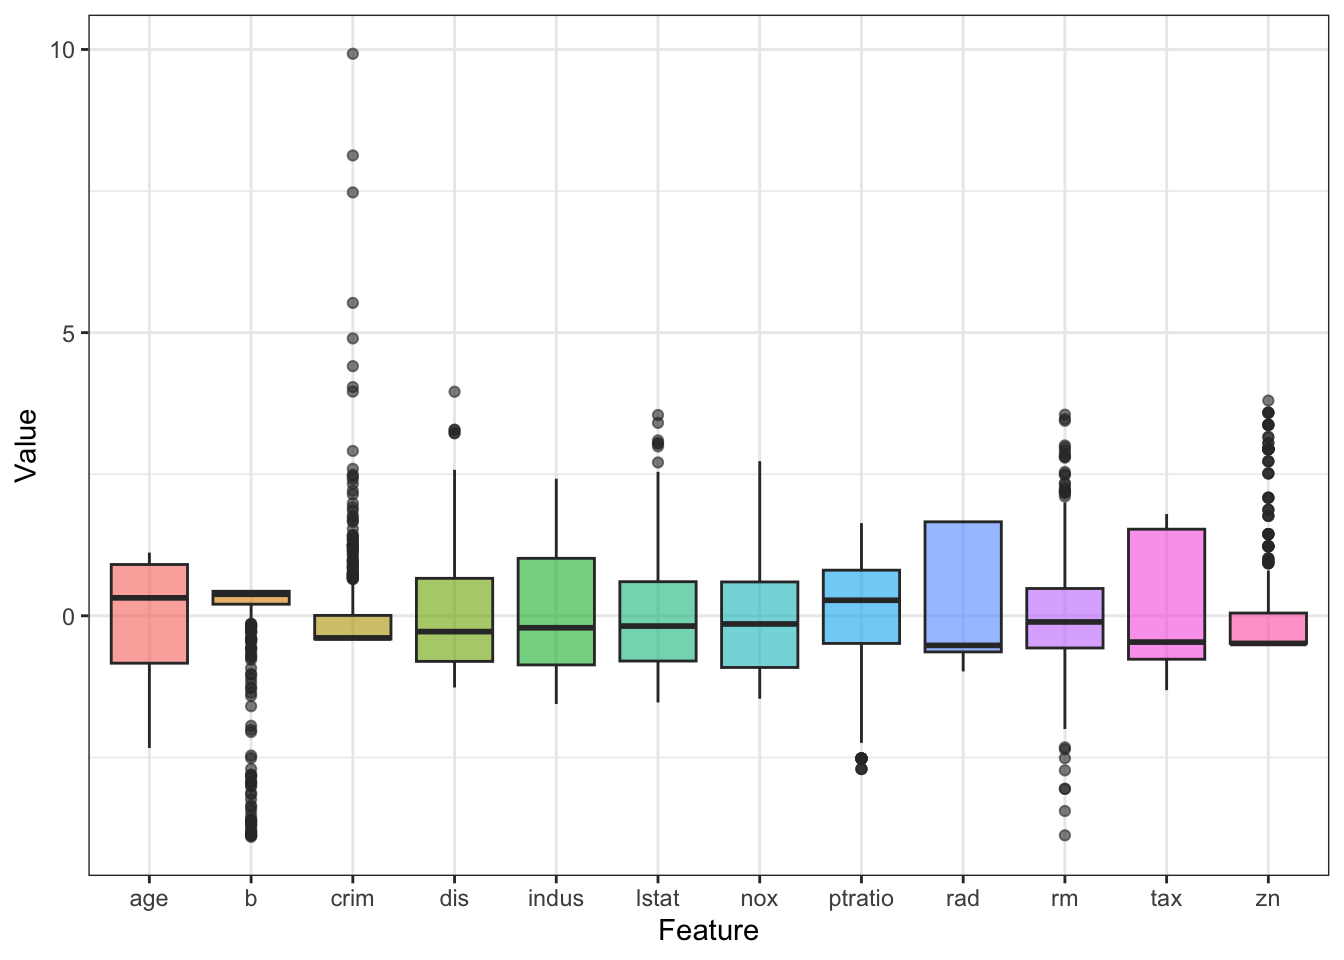 10
5
0
Value
age b crim dis indus lstat nox ptratio rad rm tax zn
Feature